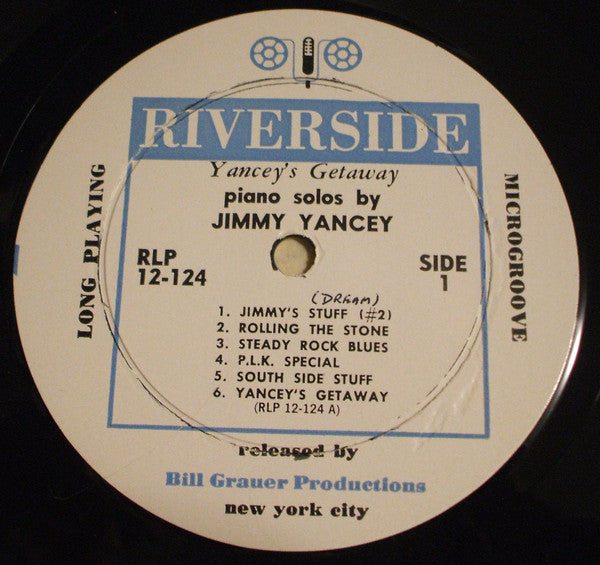 RIVERSIDE
Yancey's Getaway
piano solos by
JIMMY YANCEY
LONG PLAYING
MICROGROOVE
RLP
12-124
SIDE
1
(DREAM)
1. JIMMY'S STUFF (#2)
2. ROLLING THE STONE
3. STEADY ROCK BLUES
4. P.L.K. SPECIAL
5. SOUTH SIDE STUFF
6. YANCEY'S GETAWAY
(RLP 12-124 A)
released by
Bill Grauer Productions
new york city